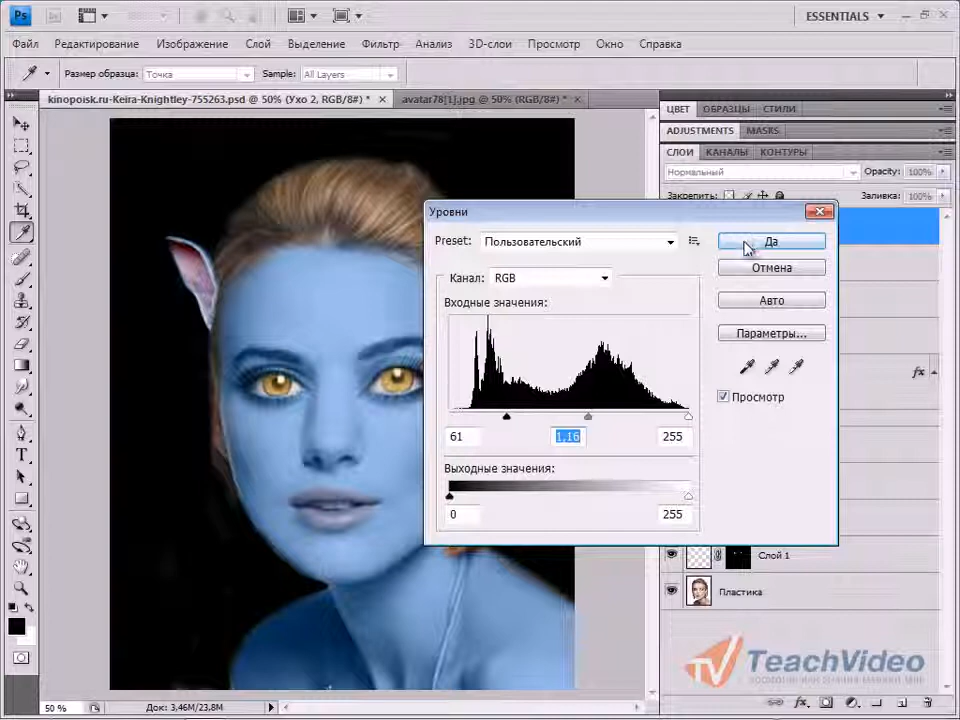 Ps
Br
ESSENTIALS
Файл Редактирование Изображение Слой Выделение Фильтр Анализ 3D-слои Просмотр Окно Справка
Размер образца: Точка Sample: All Layers
kinopoisk.ru-Keira-Knightley-755263.psd @ 50% (Ухо 2, RGB/8#) *
avatar78[1].jpg @ 50% (RGB/8#) *
ЦВЕТ ОБРАЗЦЫ СТИЛИ
ADJUSTMENTS MASKS
СЛОИ КАНАЛЫ КОНТУРЫ
Нормальный Opacity: 100%
Закрепить: Заливка: 100%
Уровни
Preset: Пользовательский
Да
Отмена
Канал: RGB
Авто
Входные значения:
Параметры...
Просмотр
61 1,16 255
Выходные значения:
0 255
fx
Слой 1
Пластика
TeachVideo
50 %
Док: 3,46M/23,8M